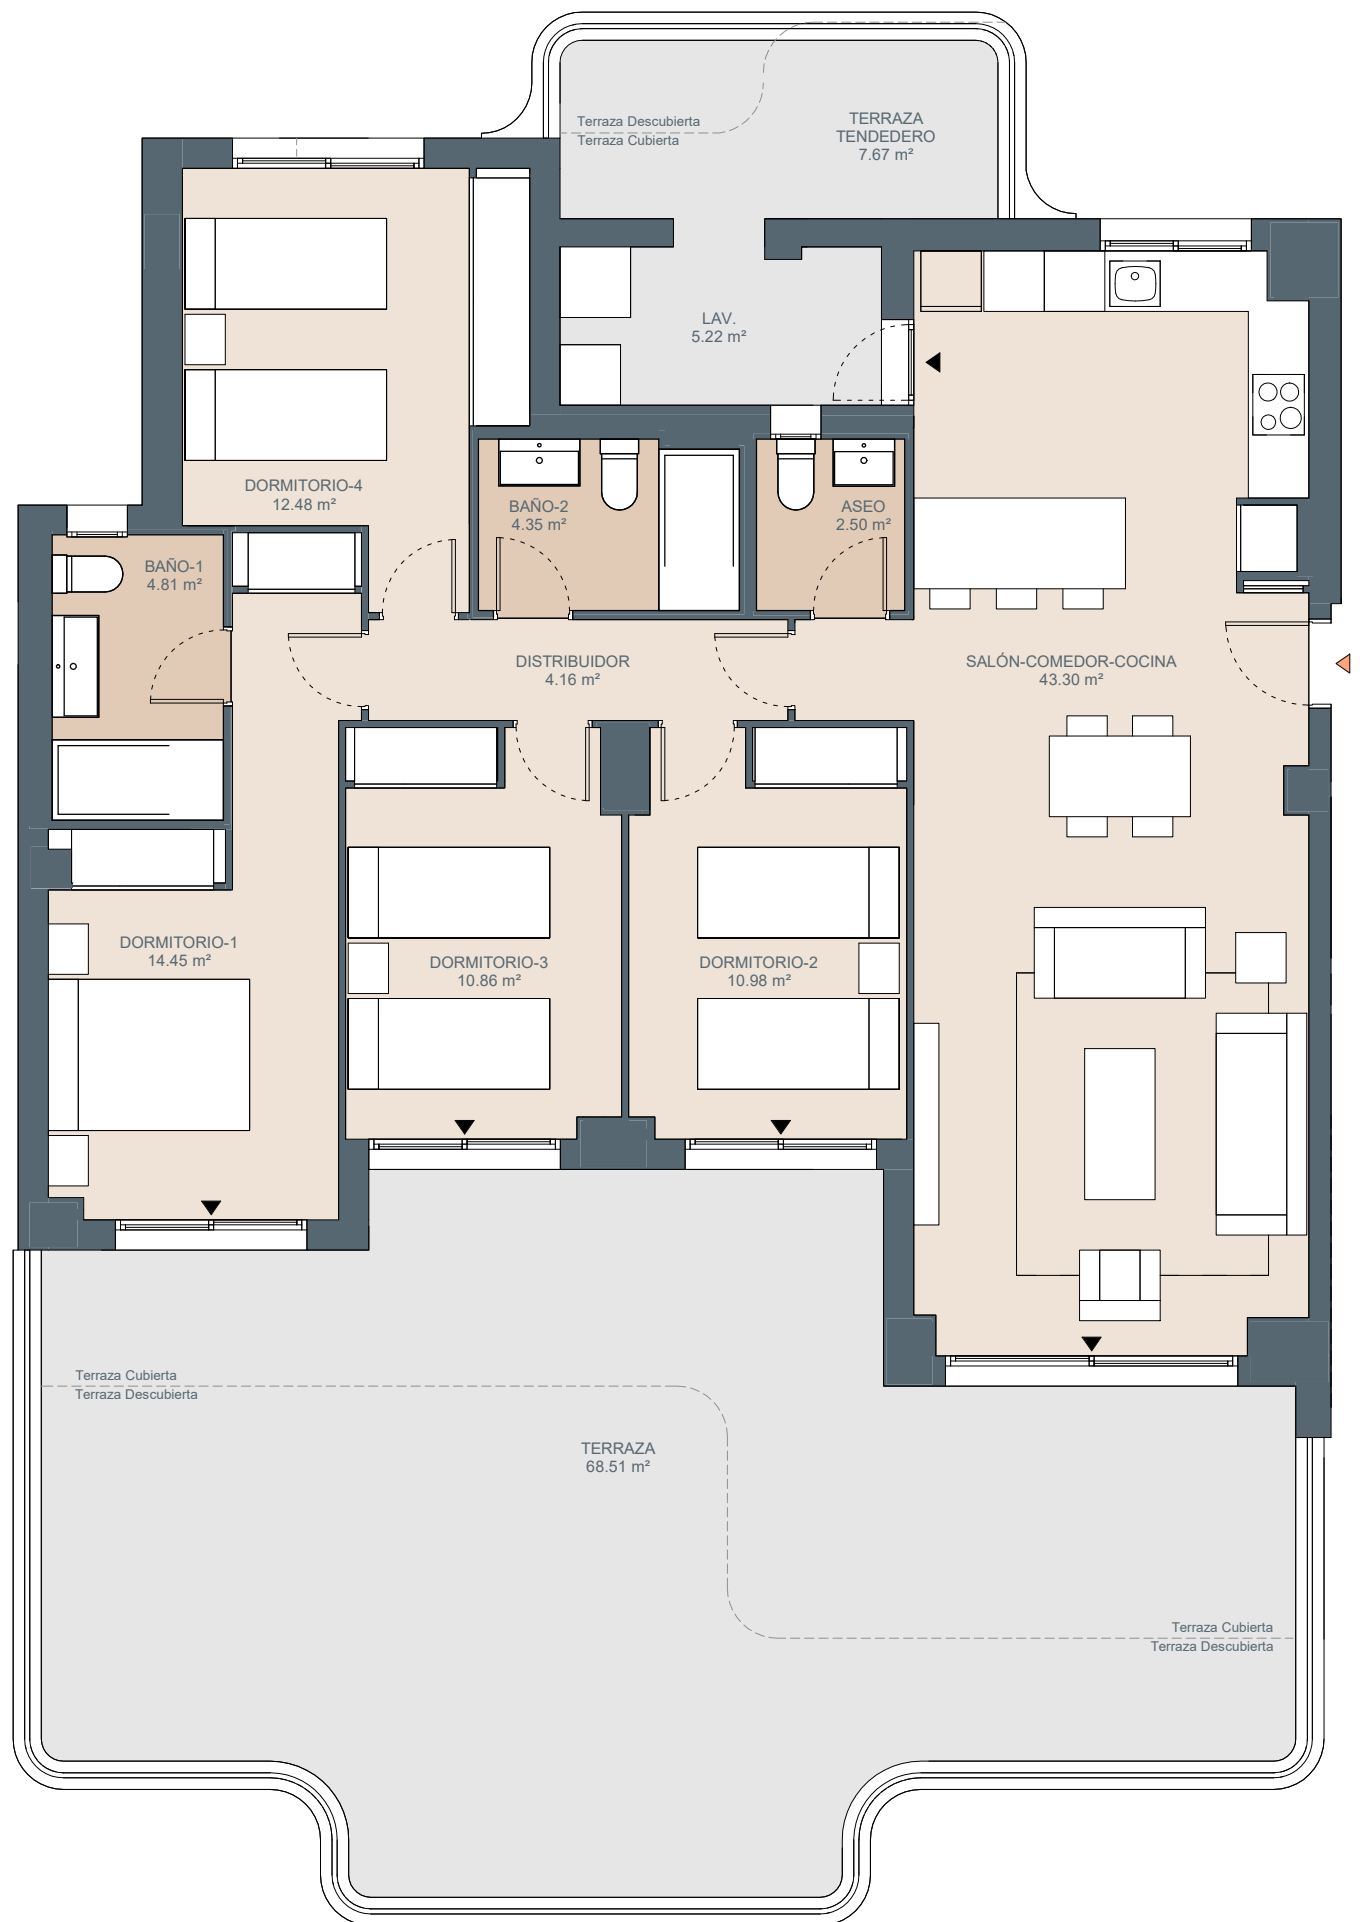 Terraza Descubierta
Terraza Cubierta
TERRAZA
TENDEDERO
7.67 m²
LAV.
5.22 m²
DORMITORIO-4
12.48 m²
BAÑO-2
4.35 m²
ASEO
2.50 m²
BAÑO-1
4.81 m²
DISTRIBUIDOR
4.16 m²
SALÓN-COMEDOR-COCINA
43.30 m²
DORMITORIO-1
14.45 m²
DORMITORIO-3
10.86 m²
DORMITORIO-2
10.98 m²
Terraza Cubierta
Terraza Descubierta
TERRAZA
68.51 m²
Terraza Cubierta
Terraza Descubierta